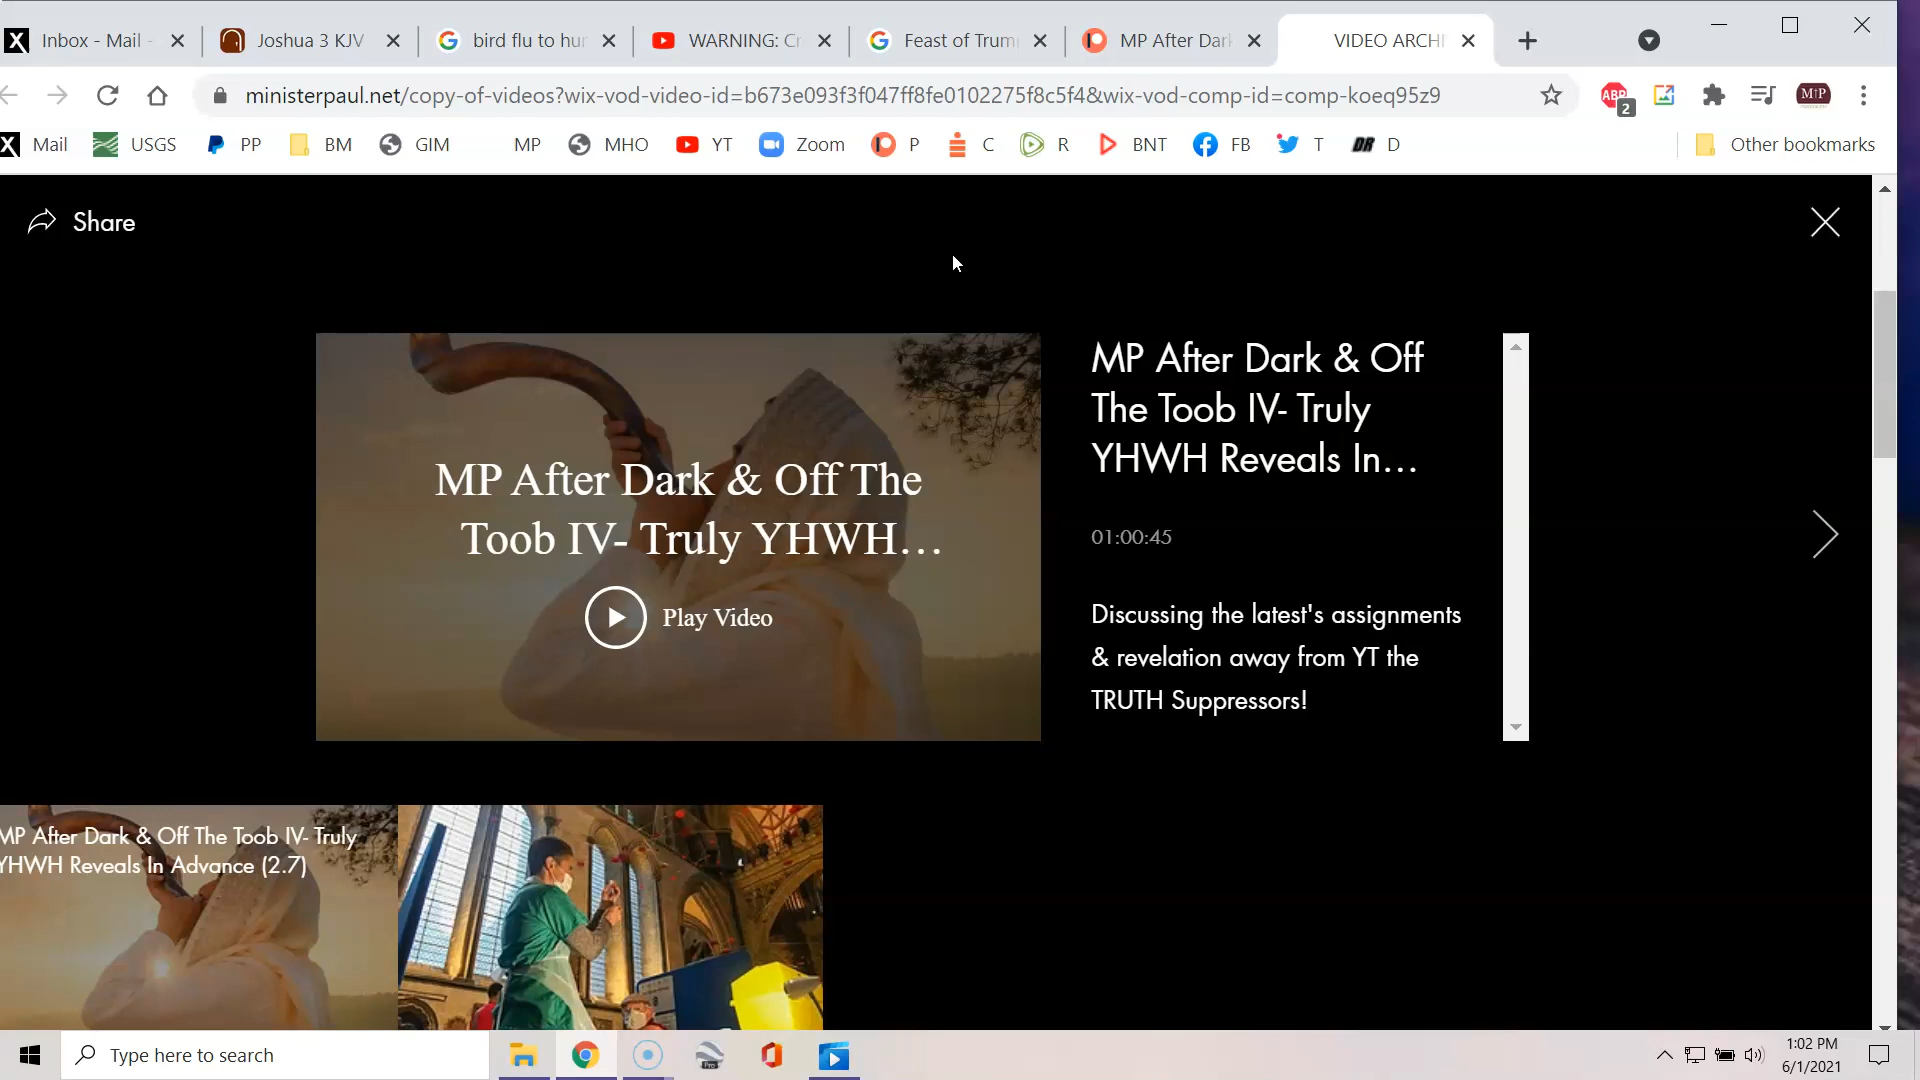 Inbox - Mail -
Joshua 3 KJV
bird flu to hur
WARNING: Cr
Feast of Trum
MP After Dark
VIDEO ARCHI
ministerpaul.net/copy-of-videos?wix-vod-video-id=b673e093f3f047ff8fe0102275f8c5f4&wix-vod-comp-id=comp-koeq95z9
ABP
2
M↑P
Mail
USGS
PP
BM
GIM
MP
MHO
YT
Zoom
P
C
R
BNT
FB
T
DR D
Other bookmarks
Share
MP After Dark & Off The
Toob IV- Truly YHWH...
Play Video
MP After Dark & Off
The Toob IV- Truly
YHWH Reveals In...
01:00:45
Discussing the latest's assignments
& revelation away from YT the
TRUTH Suppressors!
MP After Dark & Off The Toob IV- Truly
YHWH Reveals In Advance (2.7)
Type here to search
Pro
1:02 PM
6/1/2021